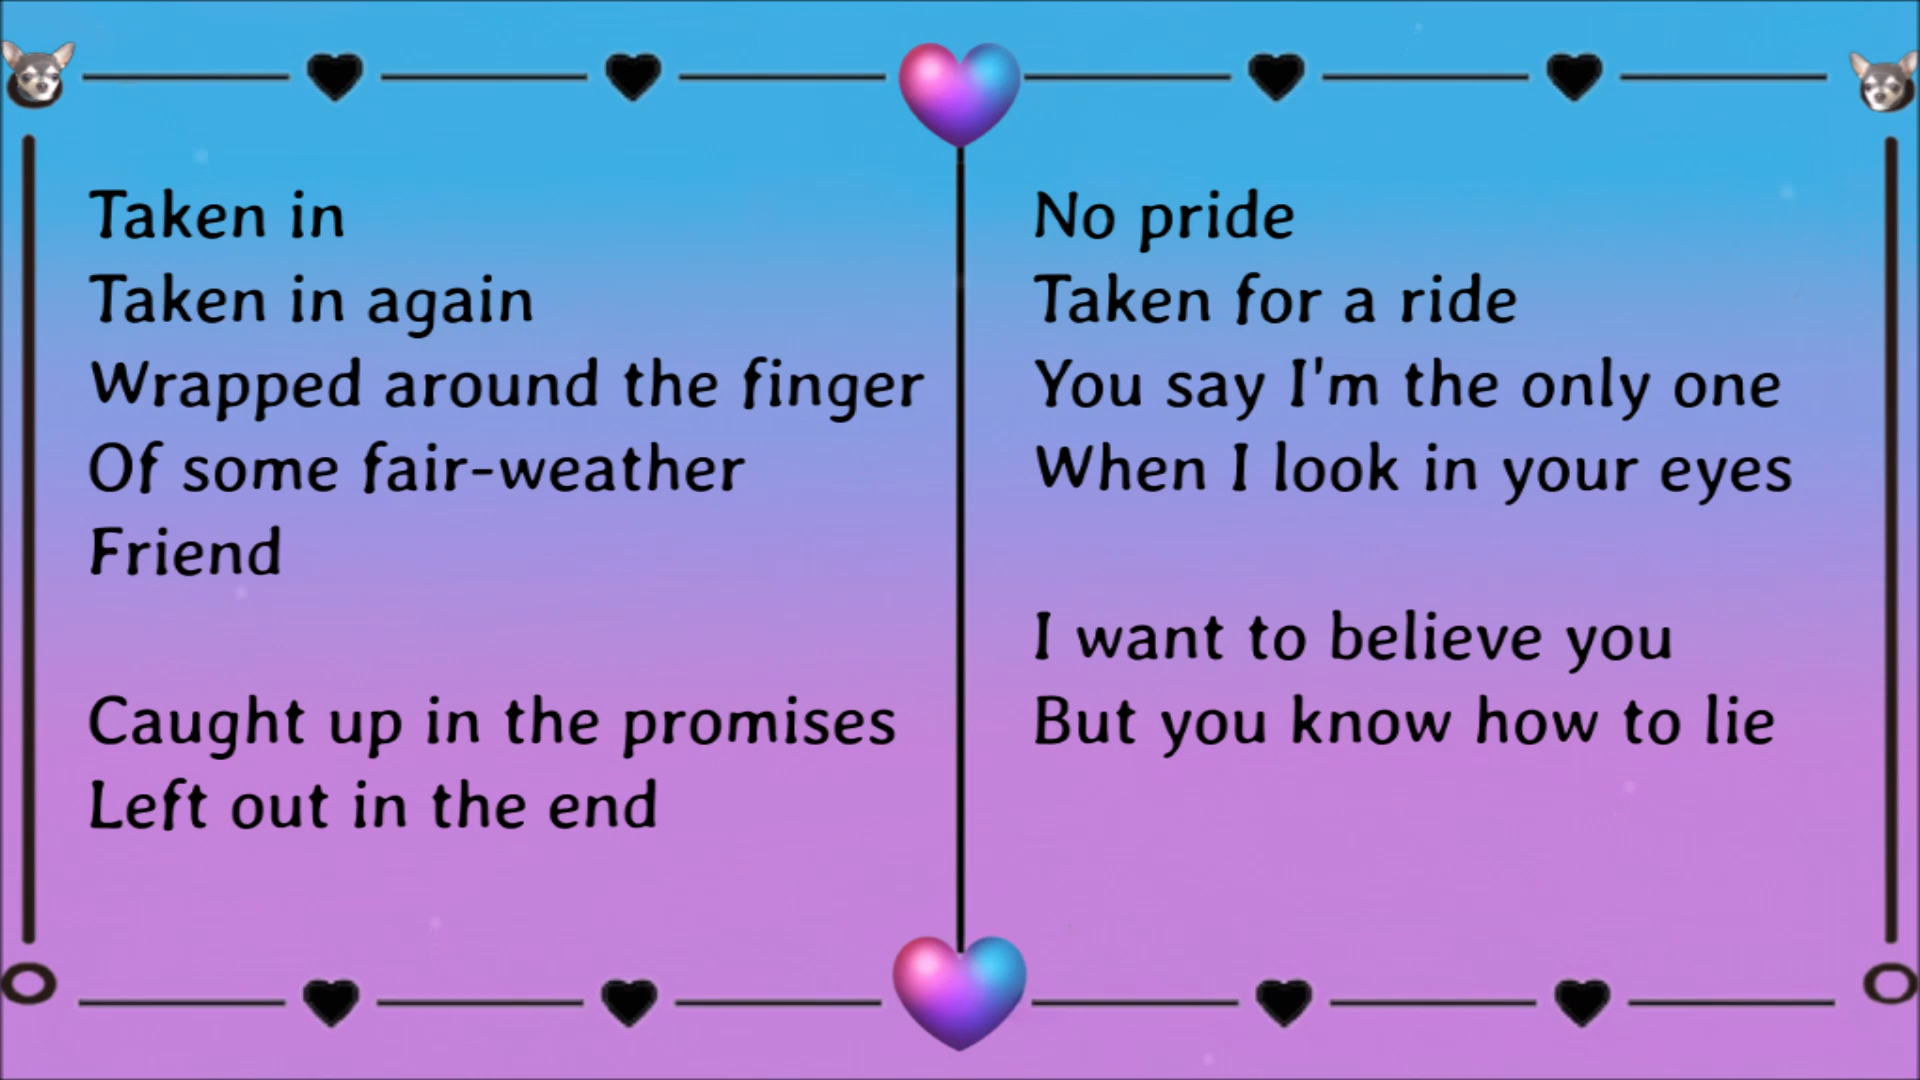 Taken in
Taken in again
Wrapped around the finger
Of some fair-weather
Friend
Caught up in the promises
Left out in the end
No pride
Taken for a ride
You say I'm the only one
When I look in your eyes
I want to believe you
But you know how to lie